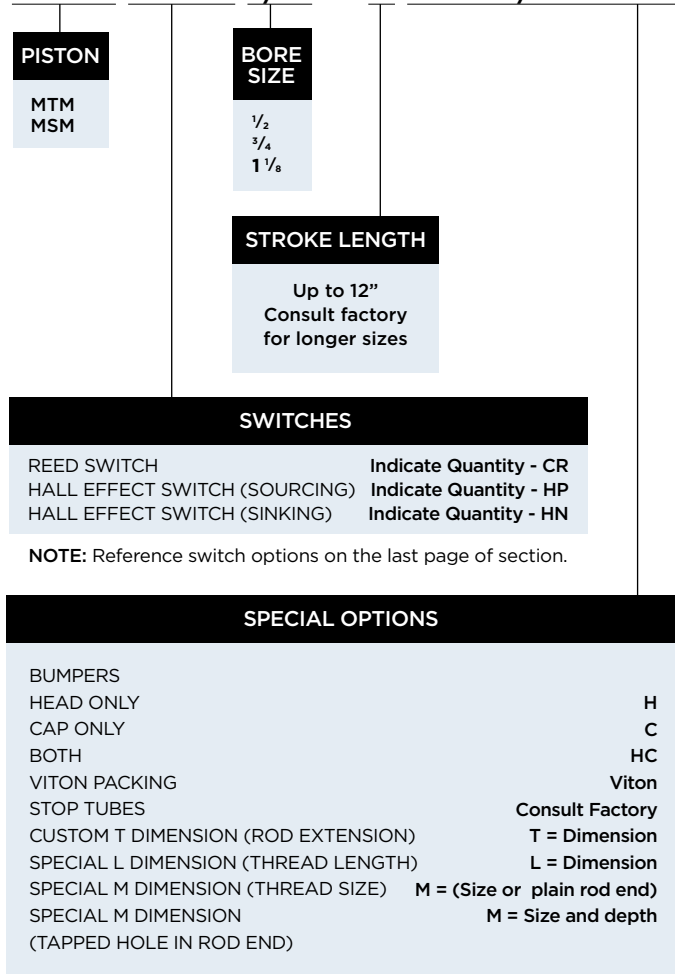 PISTON
MTM
MSM
BORE
SIZE
1/2
3/4
1 1/8
STROKE LENGTH
Up to 12”
Consult factory
for longer sizes
SWITCHES
REED SWITCH Indicate Quantity - CR
HALL EFFECT SWITCH (SOURCING) Indicate Quantity - HP
HALL EFFECT SWITCH (SINKING) Indicate Quantity - HN
NOTE: Reference switch options on the last page of section.
SPECIAL OPTIONS
BUMPERS
HEAD ONLY H
CAP ONLY C
BOTH HC
VITON PACKING Viton
STOP TUBES Consult Factory
CUSTOM T DIMENSION (ROD EXTENSION) T = Dimension
SPECIAL L DIMENSION (THREAD LENGTH) L = Dimension
SPECIAL M DIMENSION (THREAD SIZE) M = (Size or plain rod end)
SPECIAL M DIMENSION M = Size and depth
(TAPPED HOLE IN ROD END)